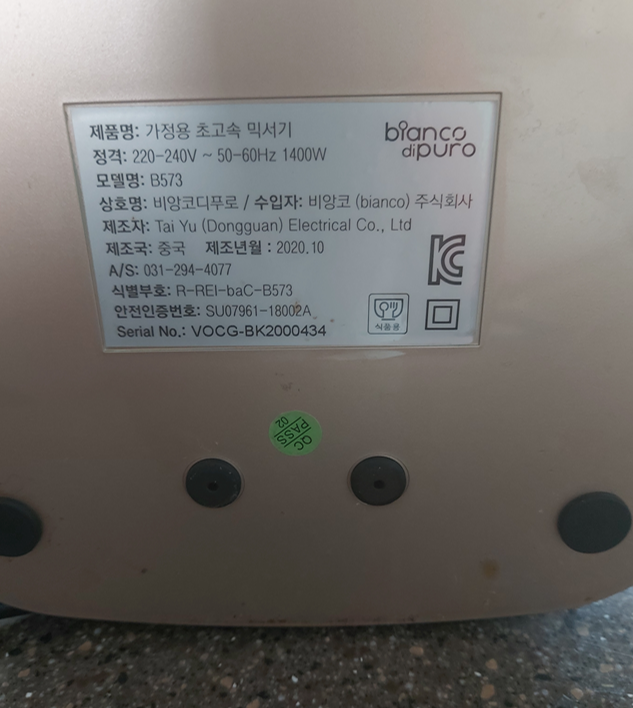 제품명: 가정용 초고속 믹서기
bianco
di puro
정격: 220-240V ~ 50-60Hz 1400W
모델명: B573
상호명: 비앙코디푸로 / 수입자: 비앙코 (bianco) 주식회사
제조자: Tai Yu (Dongguan) Electrical Co., Ltd
제조국: 중국 제조년월 : 2020.10
A/S: 031-294-4077
식별부호: R-REI-baC-B573
안전인증번호: SU07961-18002A
Serial No.: VOCG-BK2000434
식품용
QC
PASS
02